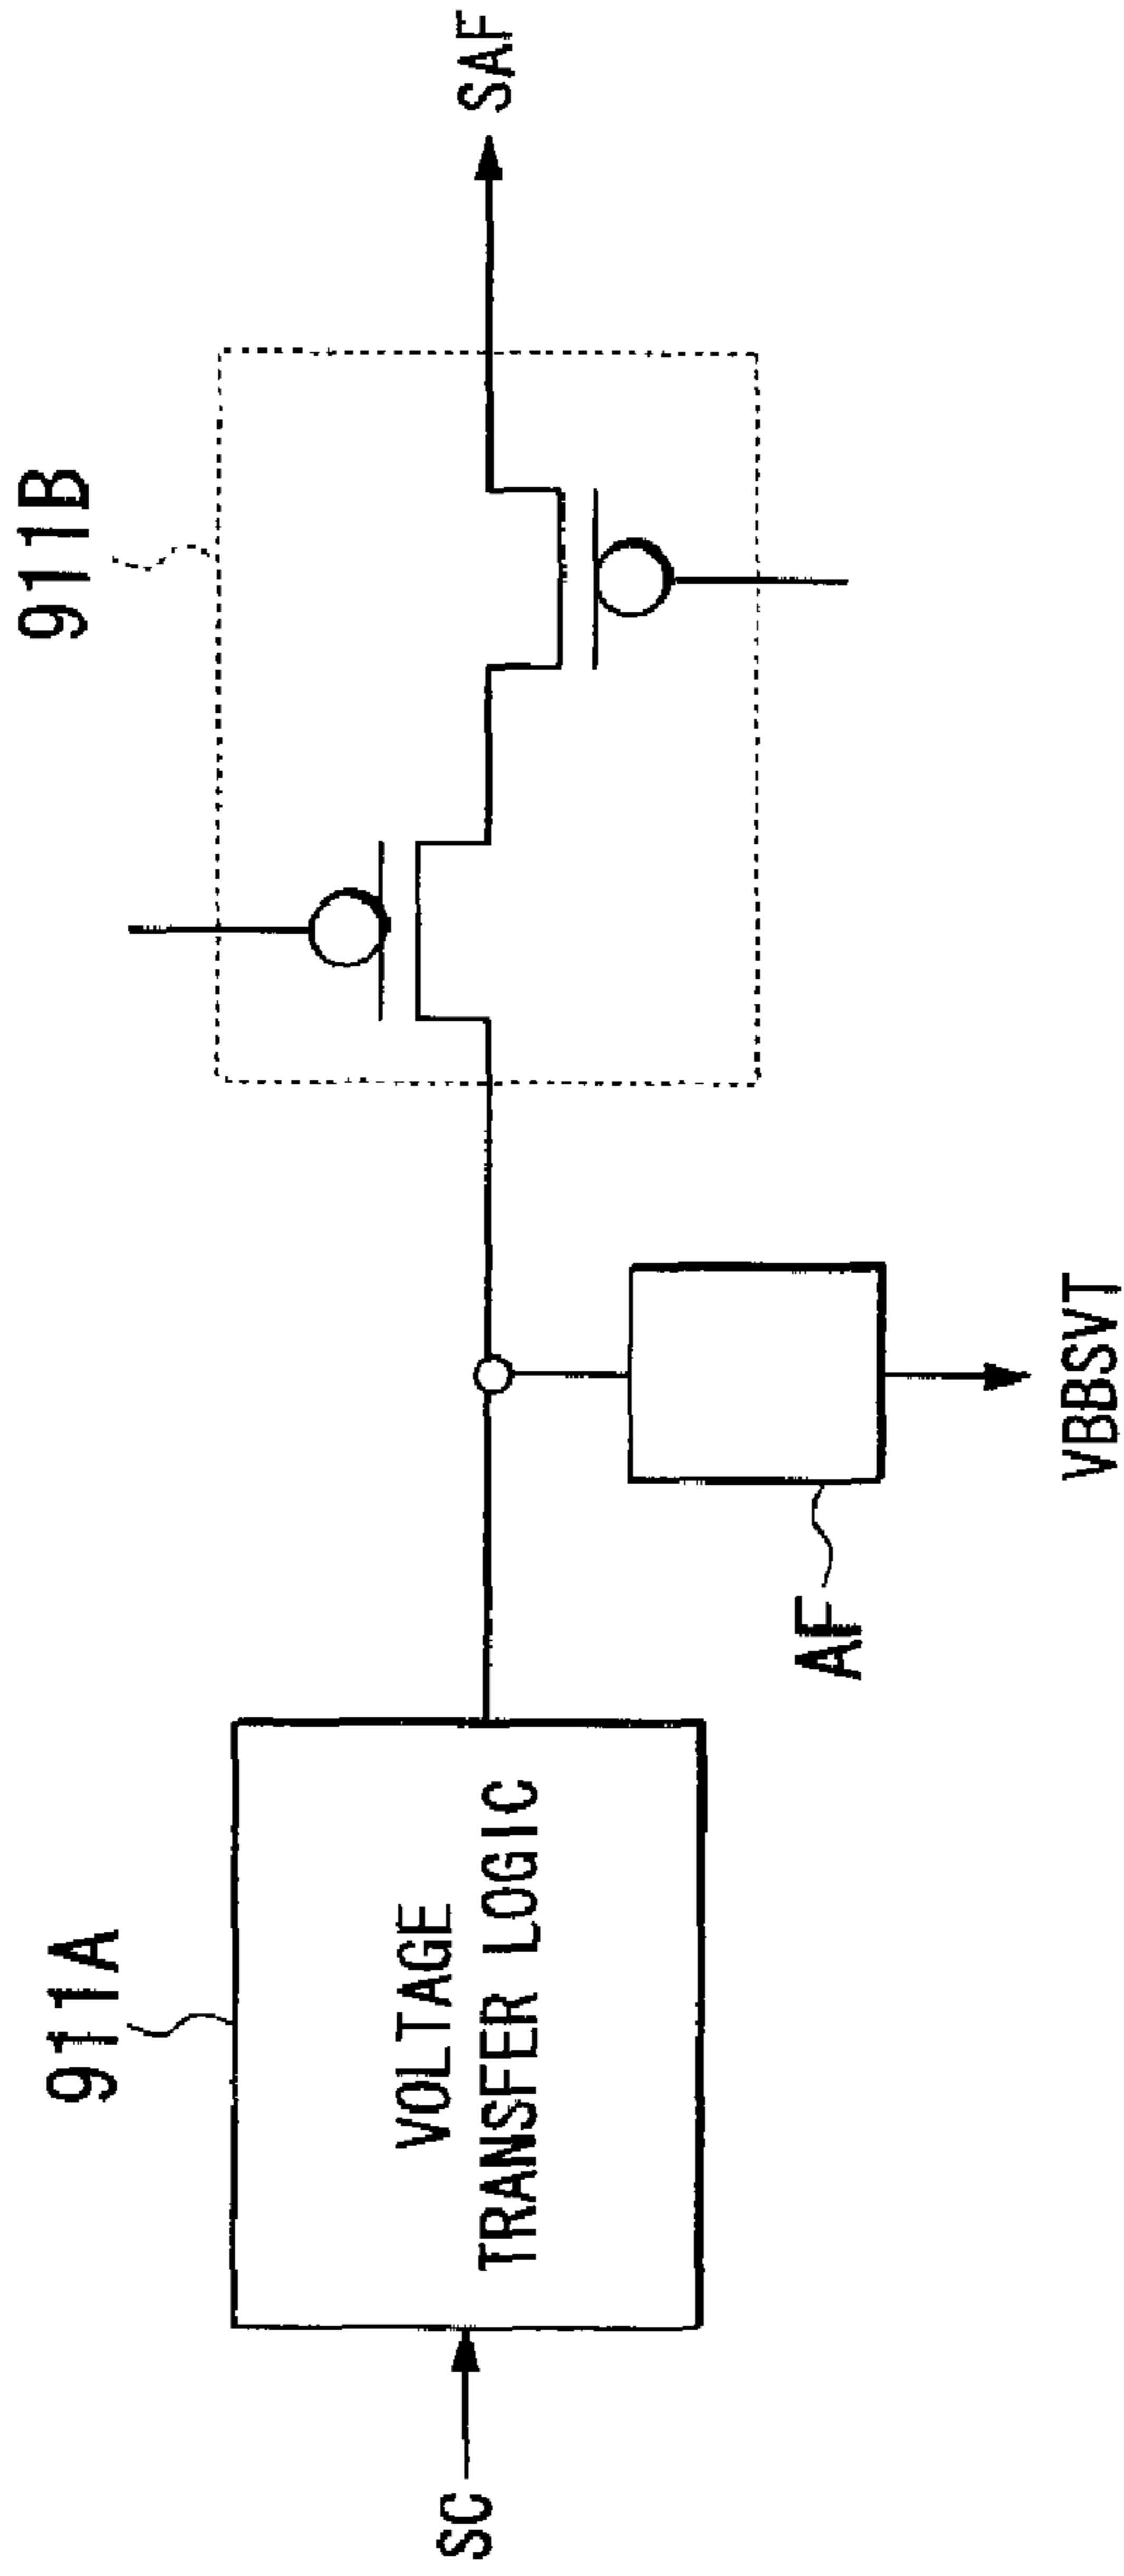 911A
911B
SC
VOLTAGE
TRANSFER LOGIC
SAF
AF
VBBSVT